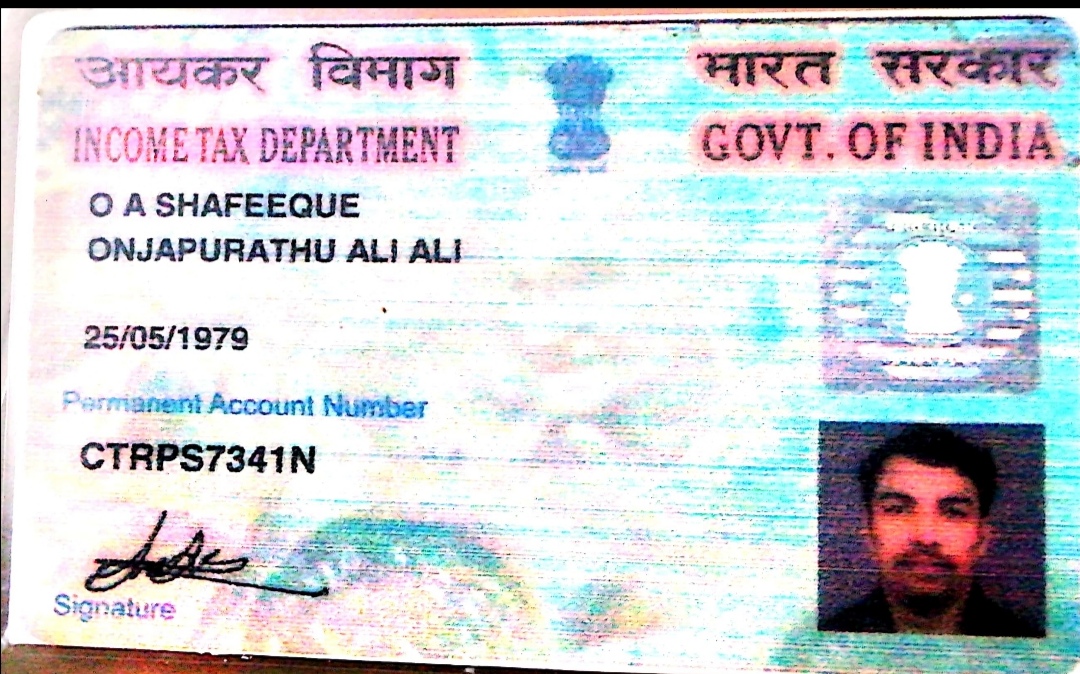 आयकर विभाग
भारत सरकार
INCOME TAX DEPARTMENT
GOVT. OF INDIA
O A SHAFEEQUE
ONJAPURATHU ALI ALI
25/05/1979
Permanent Account Number
CTRPS7341N
Signature